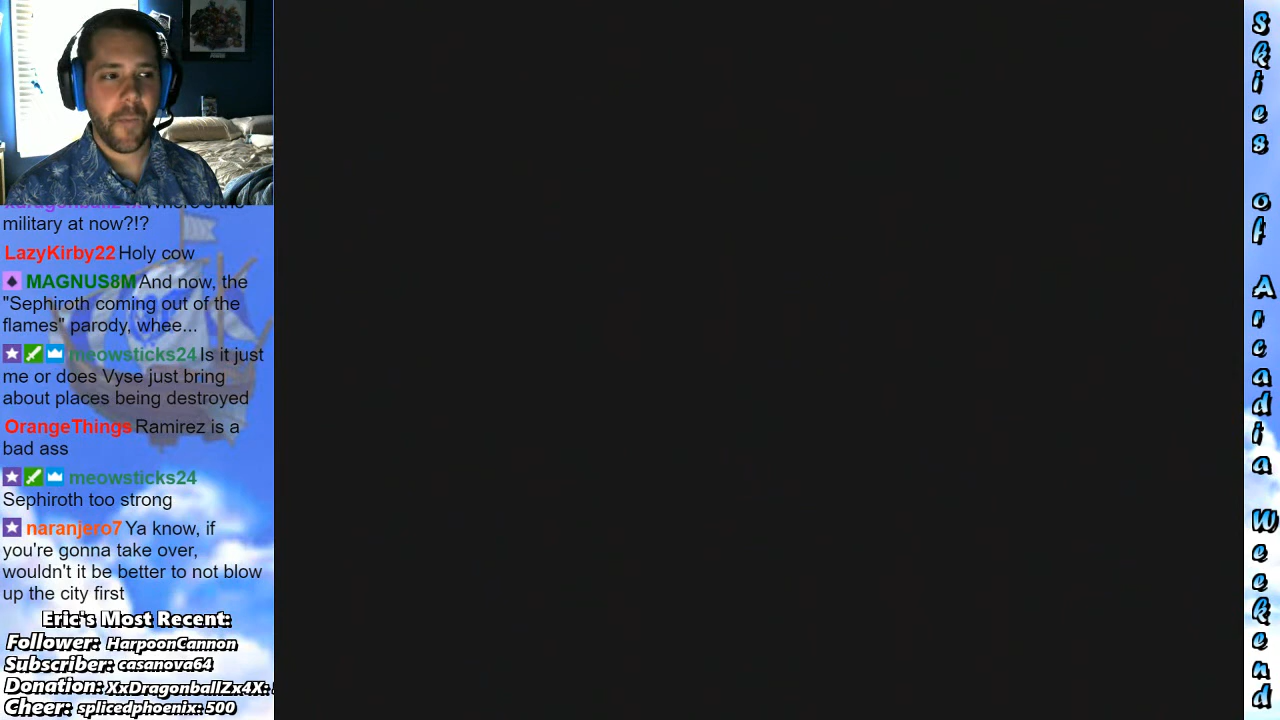 Where's the
military at now?!?
LazyKirby22 Holy cow
MAGNUS8M And now, the
"Sephiroth coming out of the
flames" parody, whee...
meowsticks24 Is it just
me or does Vyse just bring
about places being destroyed
OrangeThings Ramirez is a
bad ass
meowsticks24
Sephiroth too strong
naranjero7 Ya know, if
you're gonna take over,
wouldn't it be better to not blow
up the city first
Eric's Most Recent:
Follower: HarpoonCannon
Subscriber: casanova64
Donation: XxDragonballZx4X:
Cheer: splicedphoenix: 500
Skies of Arcadia Weekend